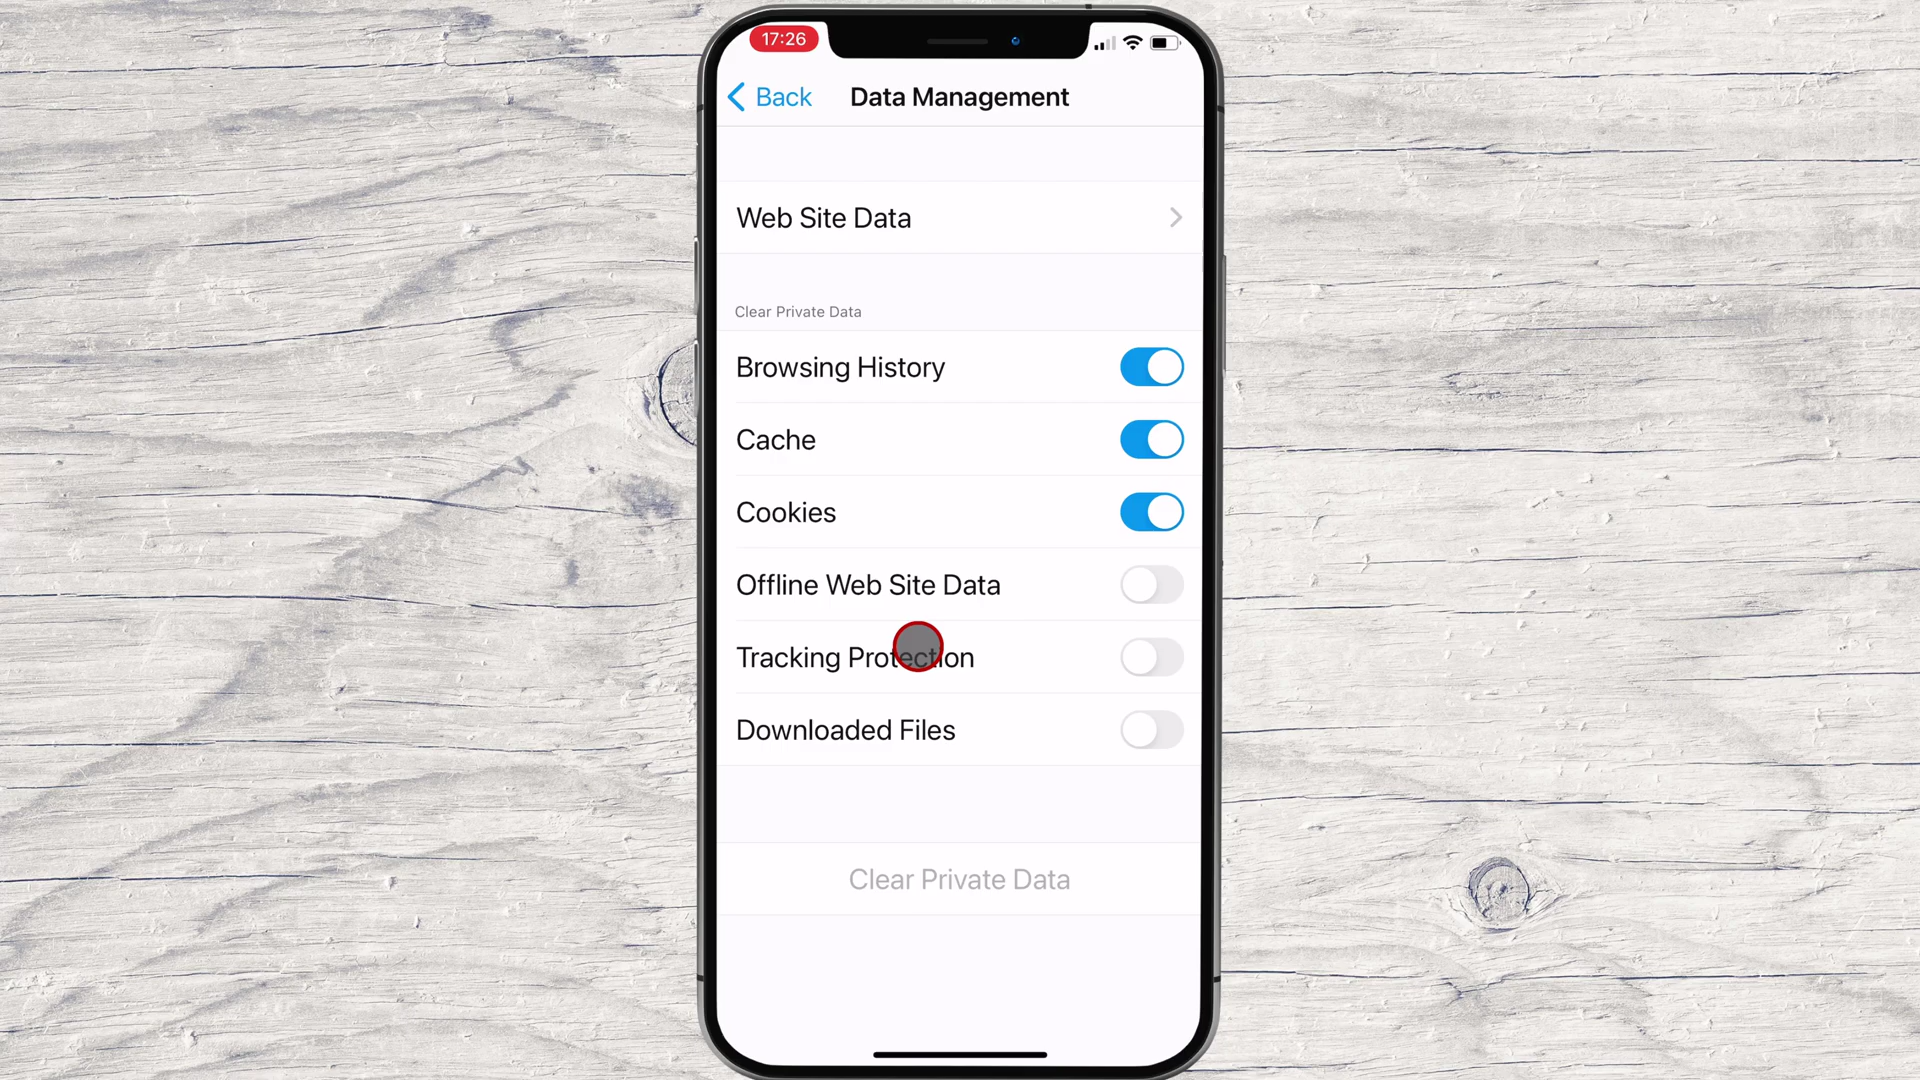 17:26
Back
Data Management
Web Site Data
Clear Private Data
Browsing History
Cache
Cookies
Offline Web Site Data
Tracking Protection
Downloaded Files
Clear Private Data